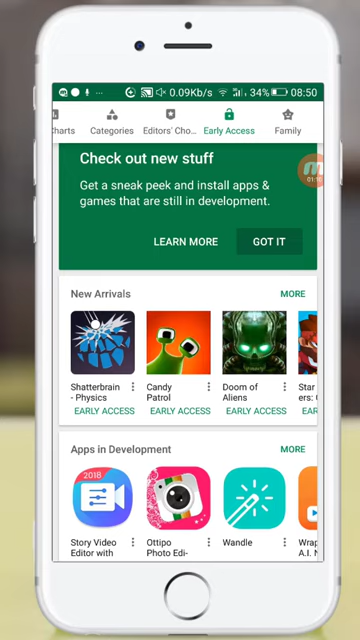 0.09Kb/s 34% 08:50
harts Categories Editors' Cho... Early Access Family
Check out new stuff
Get a sneak peek and install apps &
games that are still in development.
01:10
LEARN MORE GOT IT
New Arrivals MORE
Shatterbrain
- Physics
EARLY ACCESS
Candy
Patrol
EARLY ACCESS
Doom of
Aliens
EARLY ACCESS
Star
ers: C
EAR
Apps in Development MORE
2018
Story Video
Editor with
Ottipo
Photo Edi-
Wandle
Wrap
A.I. N